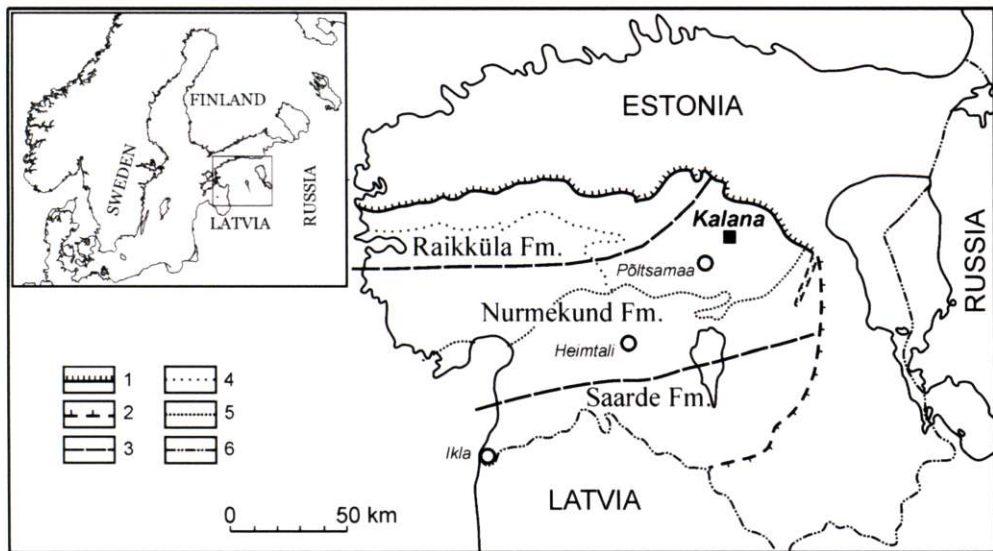 FINLAND
SWEDEN
RUSSIA
LATVIA
ESTONIA
RUSSIA
Kalana
Raikküla Fm.
Põltsamaa
Nurmekund Fm.
Heimtali
Saarde Fm.
Ikla
LATVIA
1 4
2 5
3 6
0 50 km